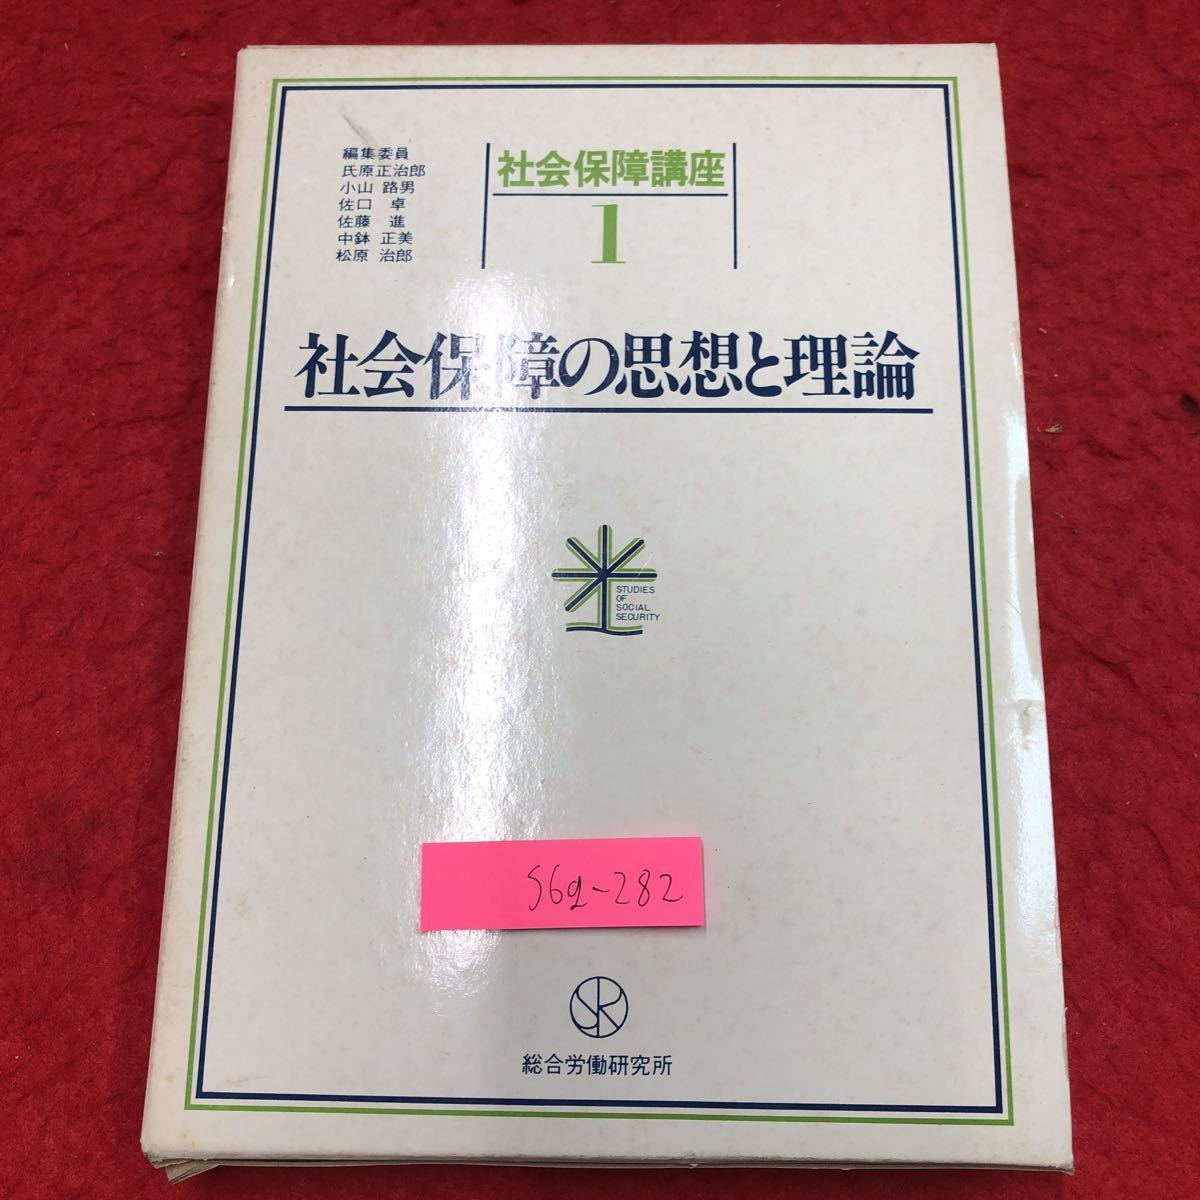 編集委員
氏原正治郎
小山 路男
佐口 卓
佐藤 進
中鉢 正美
松原 治郎
社会保障講座
1
社会保障の思想と理論
STUDIES
OF
SOCIAL
SECURITY
S6g-282
SR
総合労働研究所